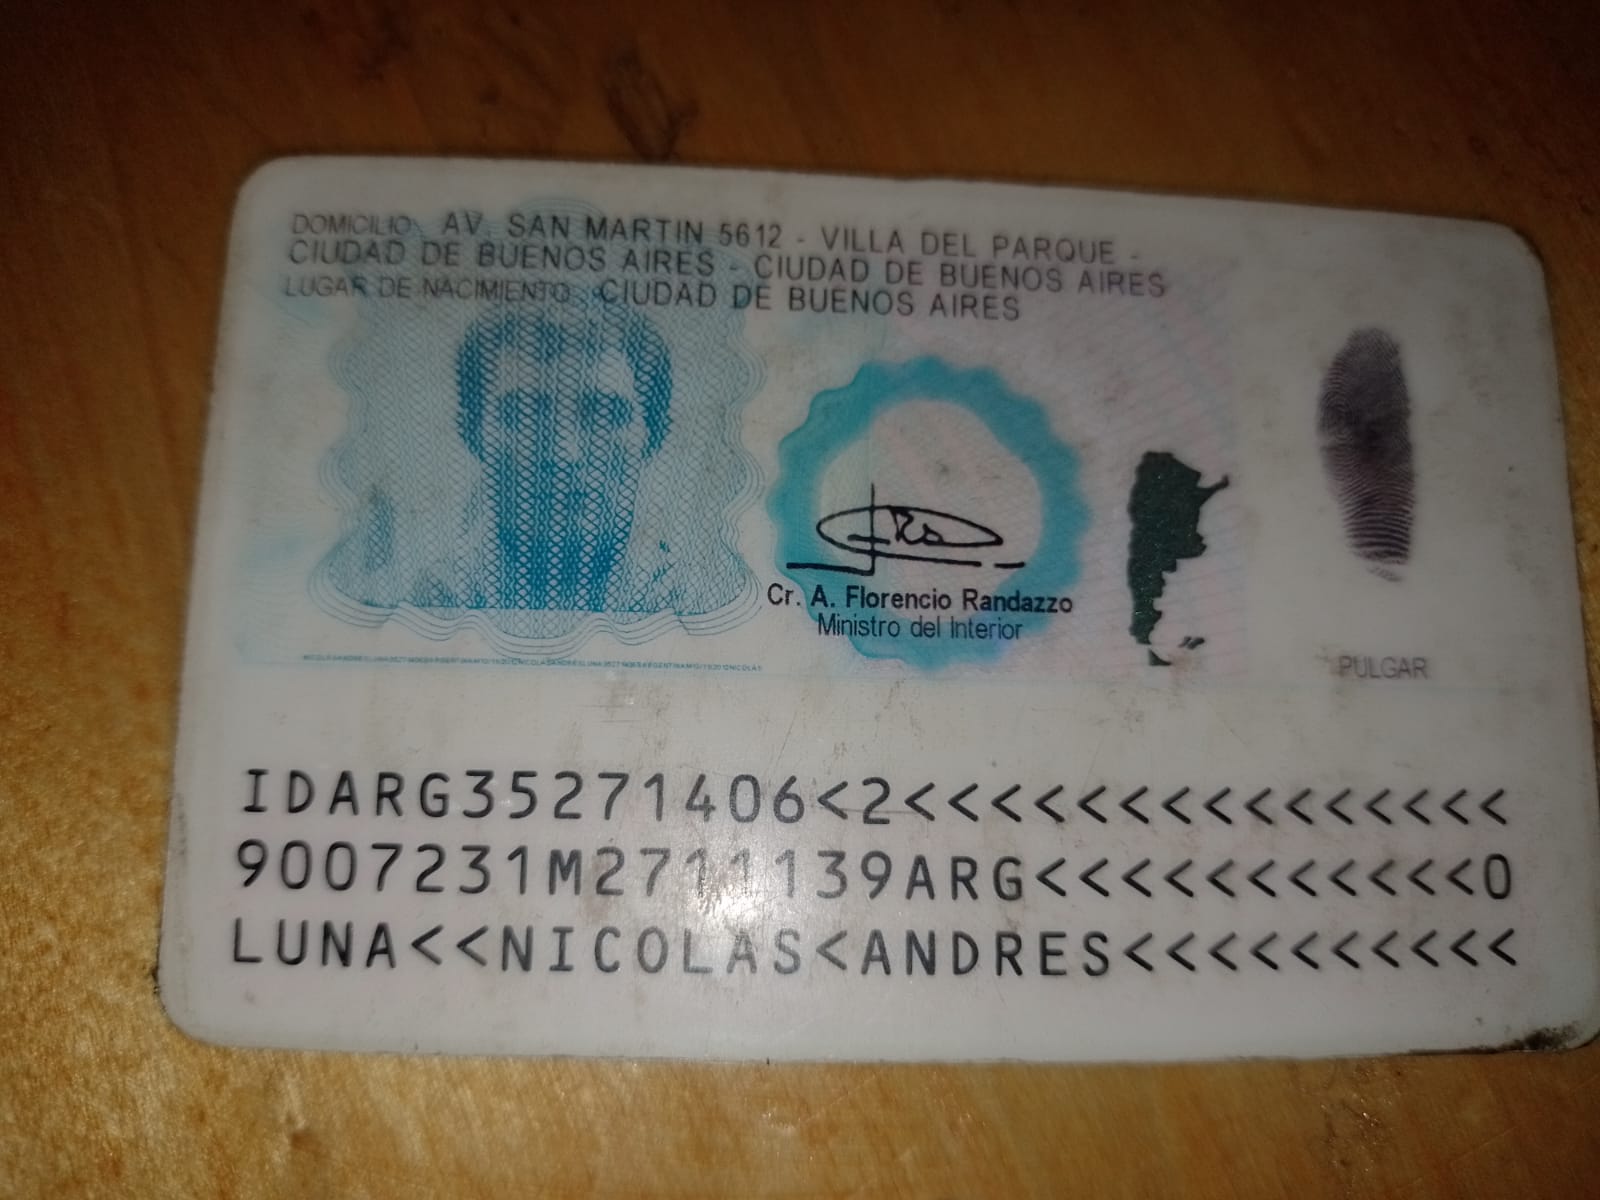 DOMICILIO: AV. SAN MARTIN 5612 - VILLA DEL PARQUE -
CIUDAD DE BUENOS AIRES - CIUDAD DE BUENOS AIRES
LUGAR DE NACIMIENTO: CIUDAD DE BUENOS AIRES
Cr. A. Florencio Randazzo
Ministro del Interior
PULGAR
IDARG35271406<2<<<<<<<<<<<<<<<
9007231M2711139ARG<<<<<<<<<<<0
LUNA<<NICOLAS<ANDRES<<<<<<<<<<